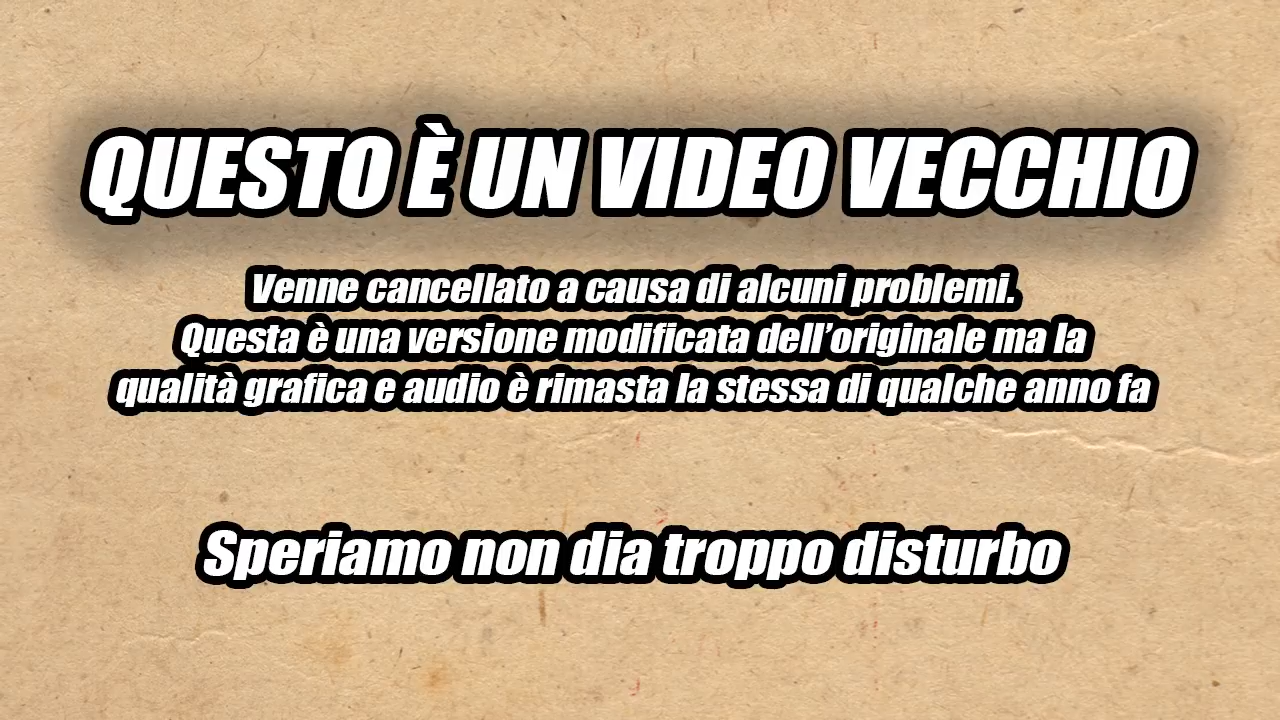 QUESTO È UN VIDEO VECCHIO
Venne cancellato a causa di alcuni problemi.
Questa è una versione modificata dell’originale ma la
qualità grafica e audio è rimasta la stessa di qualche anno fa
Speriamo non dia troppo disturbo